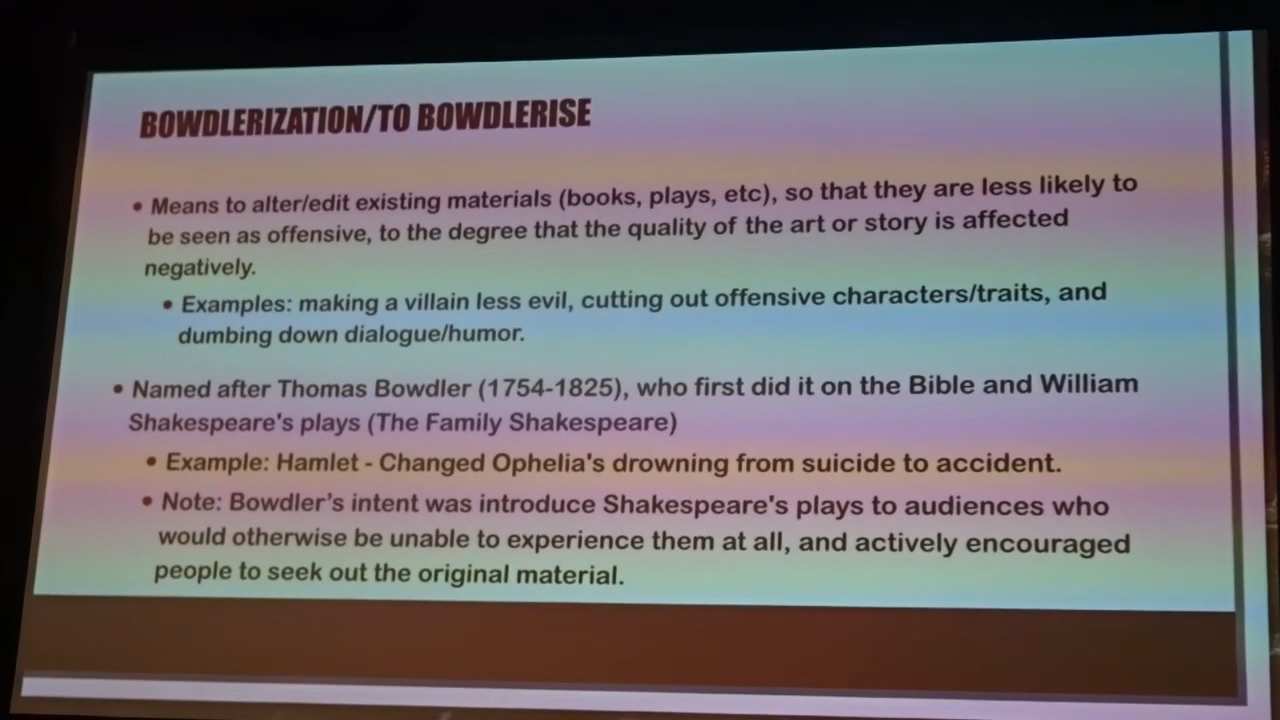 BOWDLERIZATION/TO BOWDLERISE
• Means to alter/edit existing materials (books, plays, etc), so that they are less likely to
be seen as offensive, to the degree that the quality of the art or story is affected
negatively.
• Examples: making a villain less evil, cutting out offensive characters/traits, and
dumbing down dialogue/humor.
• Named after Thomas Bowdler (1754-1825), who first did it on the Bible and William
Shakespeare's plays (The Family Shakespeare)
• Example: Hamlet - Changed Ophelia's drowning from suicide to accident.
• Note: Bowdler's intent was introduce Shakespeare's plays to audiences who
would otherwise be unable to experience them at all, and actively encouraged
people to seek out the original material.